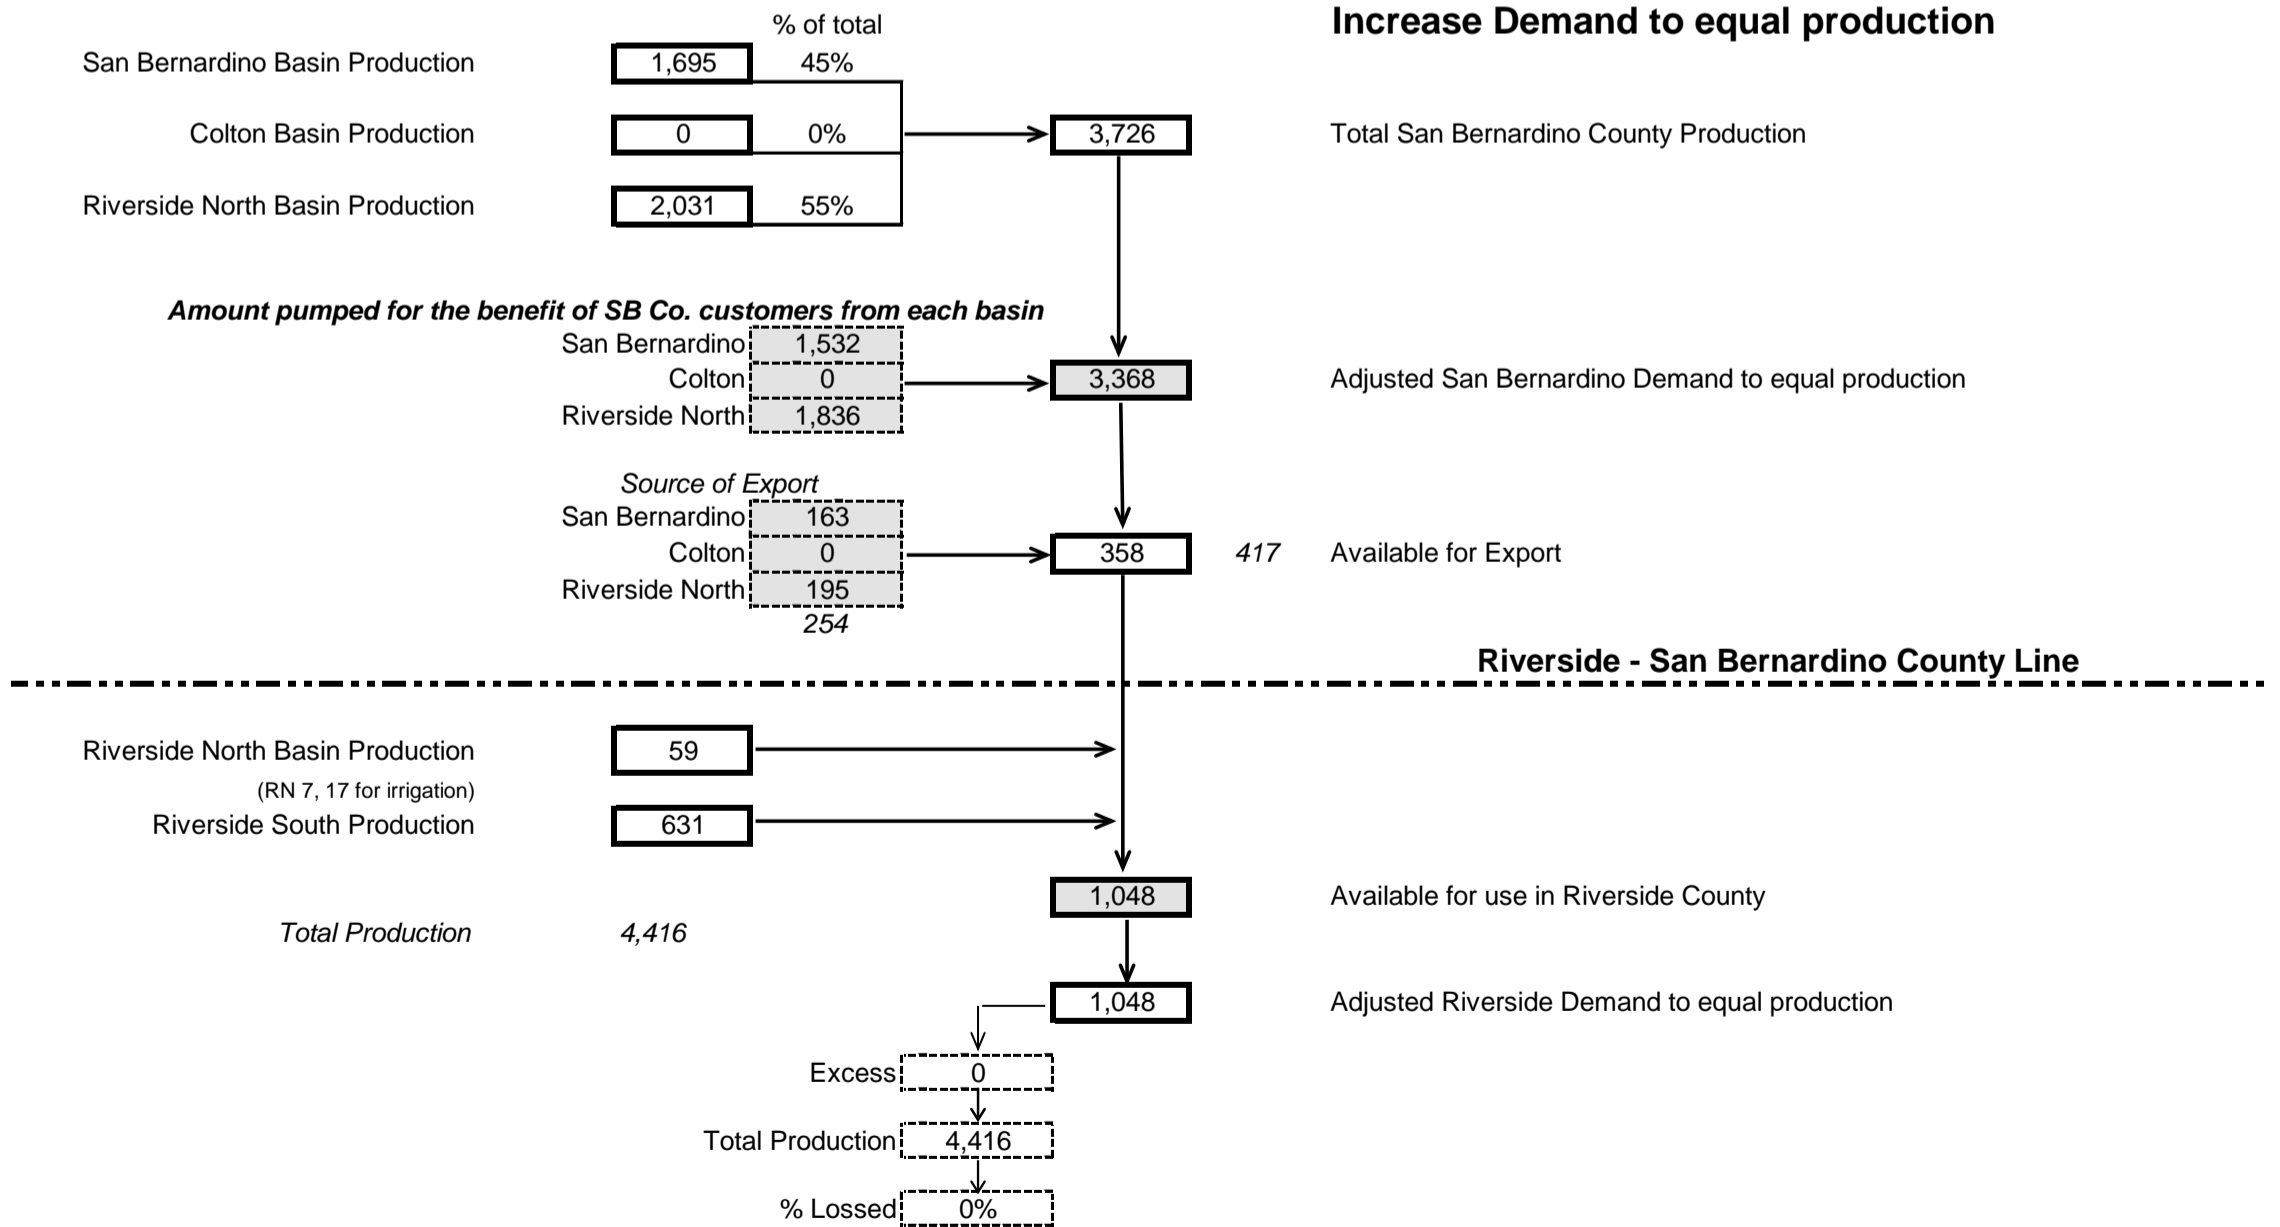 % of total
Increase Demand to equal production
San Bernardino Basin Production 1,695 45%
Colton Basin Production 0 0% 3,726 Total San Bernardino County Production
Riverside North Basin Production 2,031 55%
Amount pumped for the benefit of SB Co. customers from each basin
San Bernardino 1,532
Colton 0 3,368 Adjusted San Bernardino Demand to equal production
Riverside North 1,836
Source of Export
San Bernardino 163
Colton 0 358 417 Available for Export
Riverside North 195
254
Riverside - San Bernardino County Line
Riverside North Basin Production 59
(RN 7, 17 for irrigation)
Riverside South Production 631
1,048 Available for use in Riverside County
Total Production 4,416
1,048 Adjusted Riverside Demand to equal production
Excess 0
Total Production 4,416
% Lossed 0%